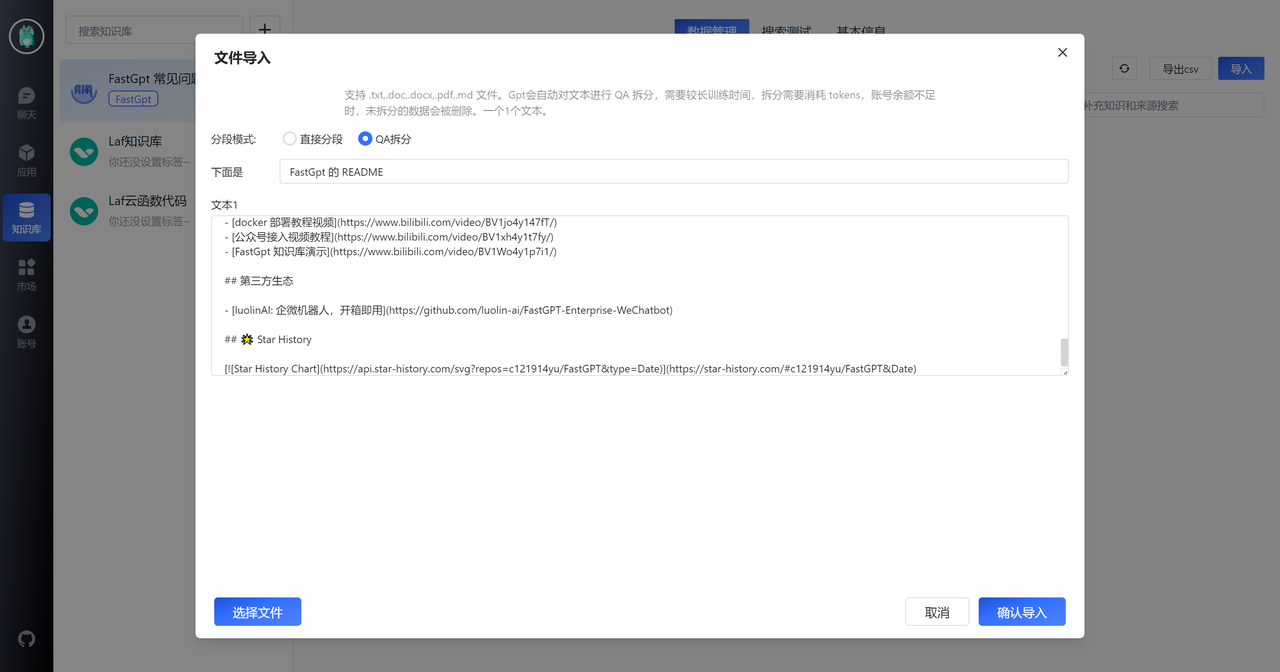 聊天
应用
知识库
市场
账号
搜索知识库
FastGpt 常见问
FastGpt
Laf知识库
你还没设置标签~
Laf云函数代码
你还没设置标签~
数据管理 搜索测试 基本信息
导出csv 导入
补充知识和来源搜索
文件导入
支持 .txt,.doc,.docx,.pdf,.md 文件。Gpt会自动对文本进行 QA 拆分，需要较长训练时间，拆分需要消耗 tokens，账号余额不足
时，未拆分的数据会被删除。一个1个文本。
分段模式: 直接分段 QA拆分
下面是 FastGpt 的 README
文本1
- [docker 部署教程视频](https://www.bilibili.com/video/BV1jo4y147fT/)
- [公众号接入视频教程](https://www.bilibili.com/video/BV1xh4y1t7fy/)
- [FastGpt 知识库演示](https://www.bilibili.com/video/BV1Wo4y1p7i1/)
## 第三方生态
- [luolinAI: 企微机器人，开箱即用](https://github.com/luolin-ai/FastGPT-Enterprise-WeChatbot)
## 🌟 Star History
[![Star History Chart](https://api.star-history.com/svg?repos=c121914yu/FastGPT&type=Date)](https://star-history.com/#c121914yu/FastGPT&Date)
选择文件 取消 确认导入